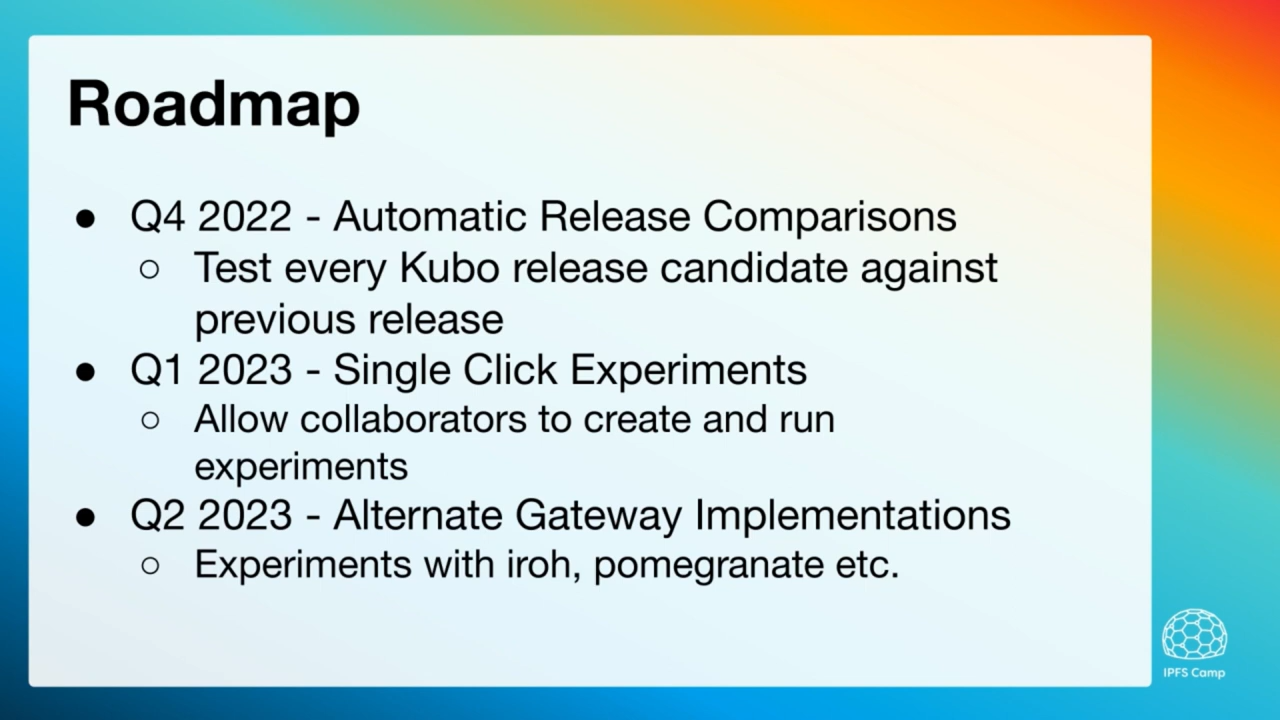 Roadmap
● Q4 2022 - Automatic Release Comparisons
○ Test every Kubo release candidate against
previous release
● Q1 2023 - Single Click Experiments
○ Allow collaborators to create and run
experiments
● Q2 2023 - Alternate Gateway Implementations
○ Experiments with iroh, pomegranate etc.
IPFS Camp